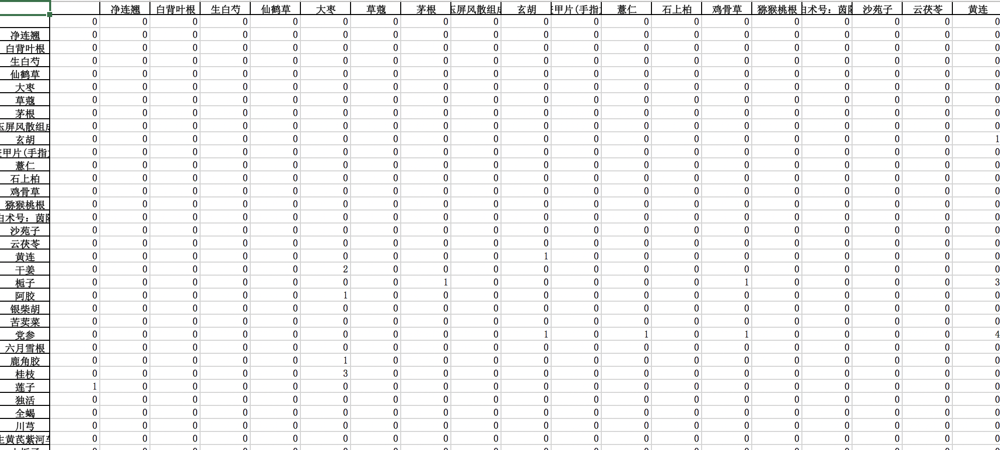 净连翘 白背叶根 生白芍 仙鹤草 大枣 草蔻 茅根 玉屏风散组成 玄胡 甲片(手指 薏仁 石上柏 鸡骨草 猕猴桃根 白术号：茵陈 沙苑子 云茯苓 黄连
0 0 0 0 0 0 0 0 0 0 0 0 0 0 0 0 0 0 0
净连翘 0 0 0 0 0 0 0 0 0 0 0 0 0 0 0 0 0 0 0
白背叶根 0 0 0 0 0 0 0 0 0 0 0 0 0 0 0 0 0 0 0
生白芍 0 0 0 0 0 0 0 0 0 0 0 0 0 0 0 0 0 0 0
仙鹤草 0 0 0 0 0 0 0 0 0 0 0 0 0 0 0 0 0 0 0
大枣 0 0 0 0 0 0 0 0 0 0 0 0 0 0 0 0 0 0 0
草蔻 0 0 0 0 0 0 0 0 0 0 0 0 0 0 0 0 0 0 0
茅根 0 0 0 0 0 0 0 0 0 0 0 0 0 0 0 0 0 0 0
玉屏风散组成 0 0 0 0 0 0 0 0 0 0 0 0 0 0 0 0 0 0 0
玄胡 0 0 0 0 0 0 0 0 0 0 0 0 0 0 0 0 0 0 1
甲片(手指 0 0 0 0 0 0 0 0 0 0 0 0 0 0 0 0 0 0 0
薏仁 0 0 0 0 0 0 0 0 0 0 0 0 0 0 0 0 0 0 0
石上柏 0 0 0 0 0 0 0 0 0 0 0 0 0 0 0 0 0 0 0
鸡骨草 0 0 0 0 0 0 0 0 0 0 0 0 0 0 0 0 0 0 0
猕猴桃根 0 0 0 0 0 0 0 0 0 0 0 0 0 0 0 0 0 0 0
白术号：茵陈 0 0 0 0 0 0 0 0 0 0 0 0 0 0 0 0 0 0 0
沙苑子 0 0 0 0 0 0 0 0 0 0 0 0 0 0 0 0 0 0 0
云茯苓 0 0 0 0 0 0 0 0 0 0 0 0 0 0 0 0 0 0 0
黄连 0 0 0 0 0 0 0 0 0 1 0 0 0 0 0 0 0 0 0
干姜 0 0 0 0 0 2 0 0 0 0 0 0 0 0 0 0 0 0 0
栀子 0 0 0 0 0 0 0 1 0 0 0 0 0 1 0 0 0 0 3
阿胶 0 0 0 0 0 1 0 0 0 0 0 0 0 0 0 0 0 0 0
银柴胡 0 0 0 0 0 0 0 0 0 0 0 0 0 0 0 0 0 0 0
苦荬菜 0 0 0 0 0 0 0 0 0 0 0 0 0 0 0 0 0 0 0
党参 0 0 0 0 0 0 0 0 0 1 0 1 0 1 0 0 0 0 4
六月雪根 0 0 0 0 0 0 0 0 0 0 0 0 0 0 0 0 0 0 0
鹿角胶 0 0 0 0 0 1 0 0 0 0 0 0 0 0 0 0 0 0 0
桂枝 0 0 0 0 0 3 0 0 0 0 0 0 0 0 0 0 0 0 0
莲子 1 0 0 0 0 0 0 0 0 0 0 0 0 0 0 0 0 0 0
独活 0 0 0 0 0 0 0 0 0 0 0 0 0 0 0 0 0 0 0
全蝎 0 0 0 0 0 0 0 0 0 0 0 0 0 0 0 0 0 0 0
川芎 0 0 0 0 0 0 0 0 0 0 0 0 0 0 0 0 0 0 0
生黄芪紫河车 0 0 0 0 0 0 0 0 0 0 0 0 0 0 0 0 0 0 0